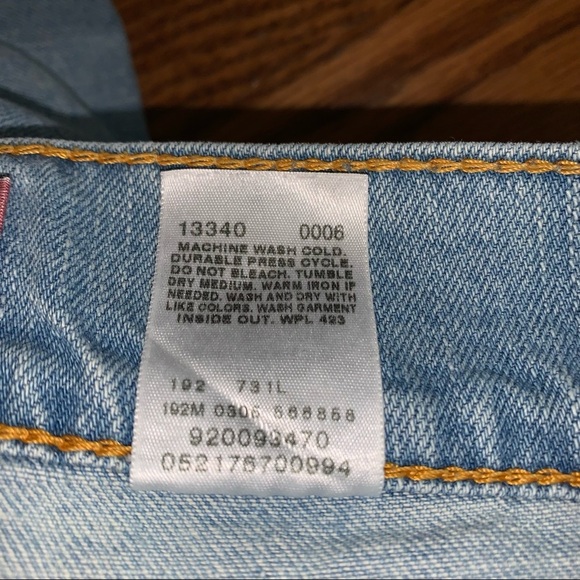 13340 0006
MACHINE WASH COLD.
DURABLE PRESS CYCLE.
DO NOT BLEACH. TUMBLE
DRY MEDIUM. WARM IRON IF
NEEDED. WASH AND DRY WITH
LIKE COLORS. WASH GARMENT
INSIDE OUT. WPL 423
192 731L
192M 0306
920093470
052176700994